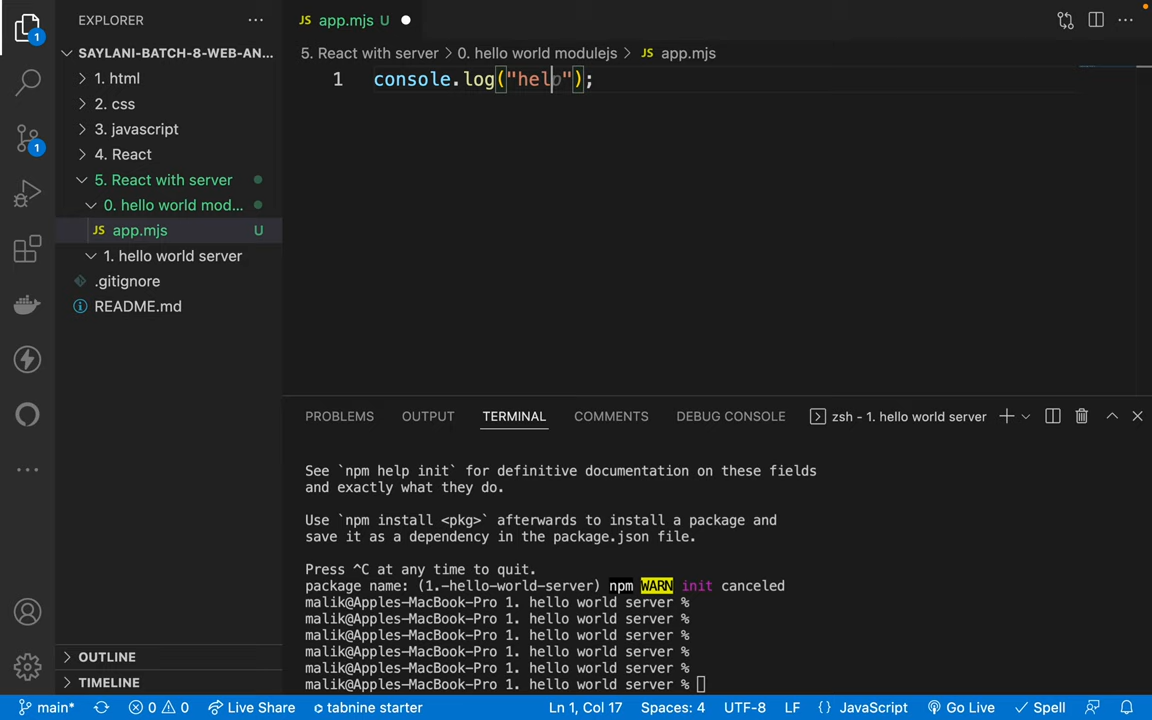 EXPLORER
SAYLANI-BATCH-8-WEB-AN...
1. html
2. css
3. javascript
4. React
5. React with server
0. hello world mod...
JS app.mjs U
1. hello world server
.gitignore
README.md
OUTLINE
TIMELINE
1
1
JS app.mjs U
5. React with server > 0. hello world modulejs > JS app.mjs
1 console.log("help");
PROBLEMS OUTPUT TERMINAL COMMENTS DEBUG CONSOLE zsh - 1. hello world server
See `npm help init` for definitive documentation on these fields
and exactly what they do.
Use `npm install <pkg>` afterwards to install a package and
save it as a dependency in the package.json file.
Press ^C at any time to quit.
package name: (1.-hello-world-server) npm WARN init canceled
malik@Apples-MacBook-Pro 1. hello world server %
malik@Apples-MacBook-Pro 1. hello world server %
malik@Apples-MacBook-Pro 1. hello world server %
malik@Apples-MacBook-Pro 1. hello world server %
malik@Apples-MacBook-Pro 1. hello world server %
malik@Apples-MacBook-Pro 1. hello world server %
main* 0 0 Live Share tabnine starter Ln 1, Col 17 Spaces: 4 UTF-8 LF {} JavaScript Go Live Spell